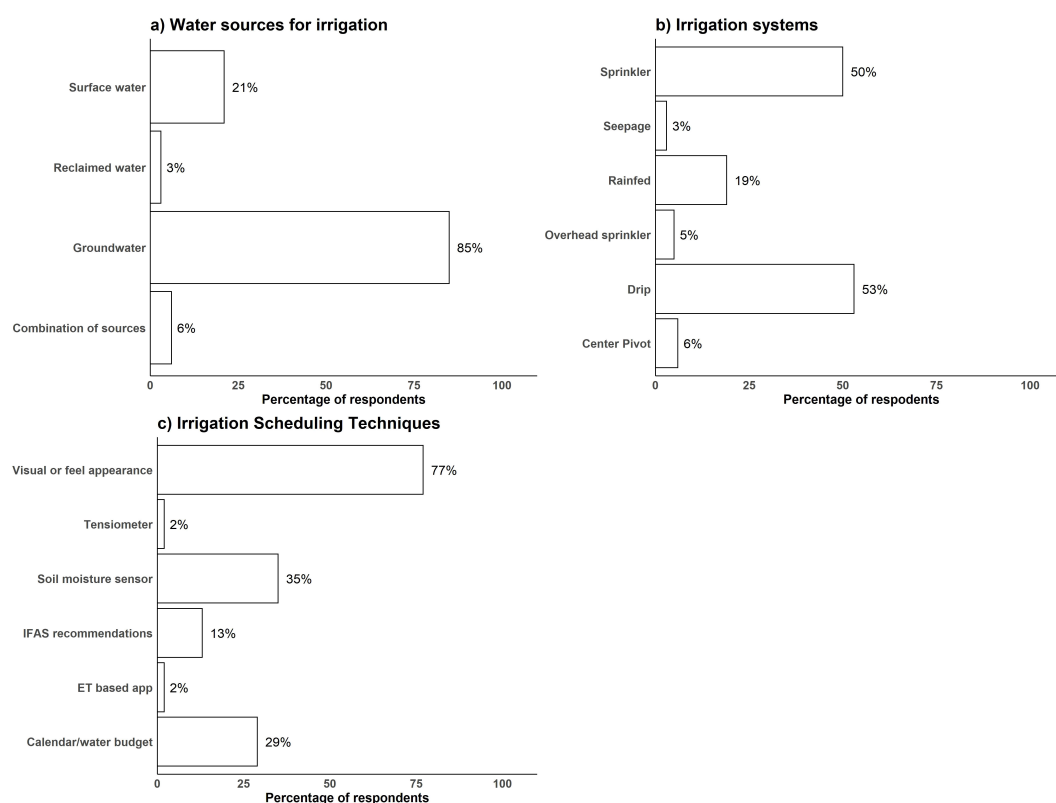 a) Water sources for irrigation
Surface water 21%
Reclaimed water 3%
Groundwater 85%
Combination of sources 6%
0 25 50 75 100
Percentage of respondents
b) Irrigation systems
Sprinkler 50%
Seepage 3%
Rainfed 19%
Overhead sprinkler 5%
Drip 53%
Center Pivot 6%
0 25 50 75 100
Percentage of respondents
c) Irrigation Scheduling Techniques
Visual or feel appearance 77%
Tensiometer 2%
Soil moisture sensor 35%
IFAS recommendations 13%
ET based app 2%
Calendar/water budget 29%
0 25 50 75 100
Percentage of respondents